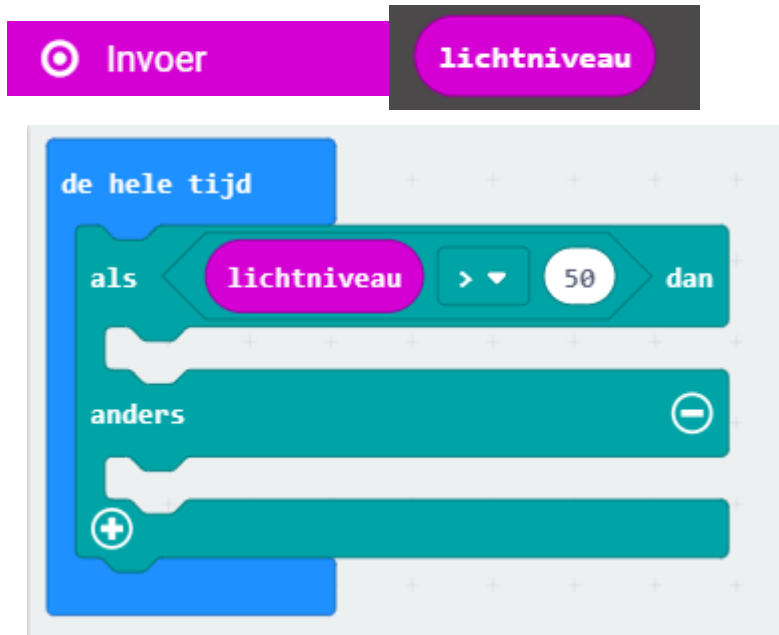 Invoer
lichtniveau
de hele tijd
als lichtniveau > 50 dan
anders